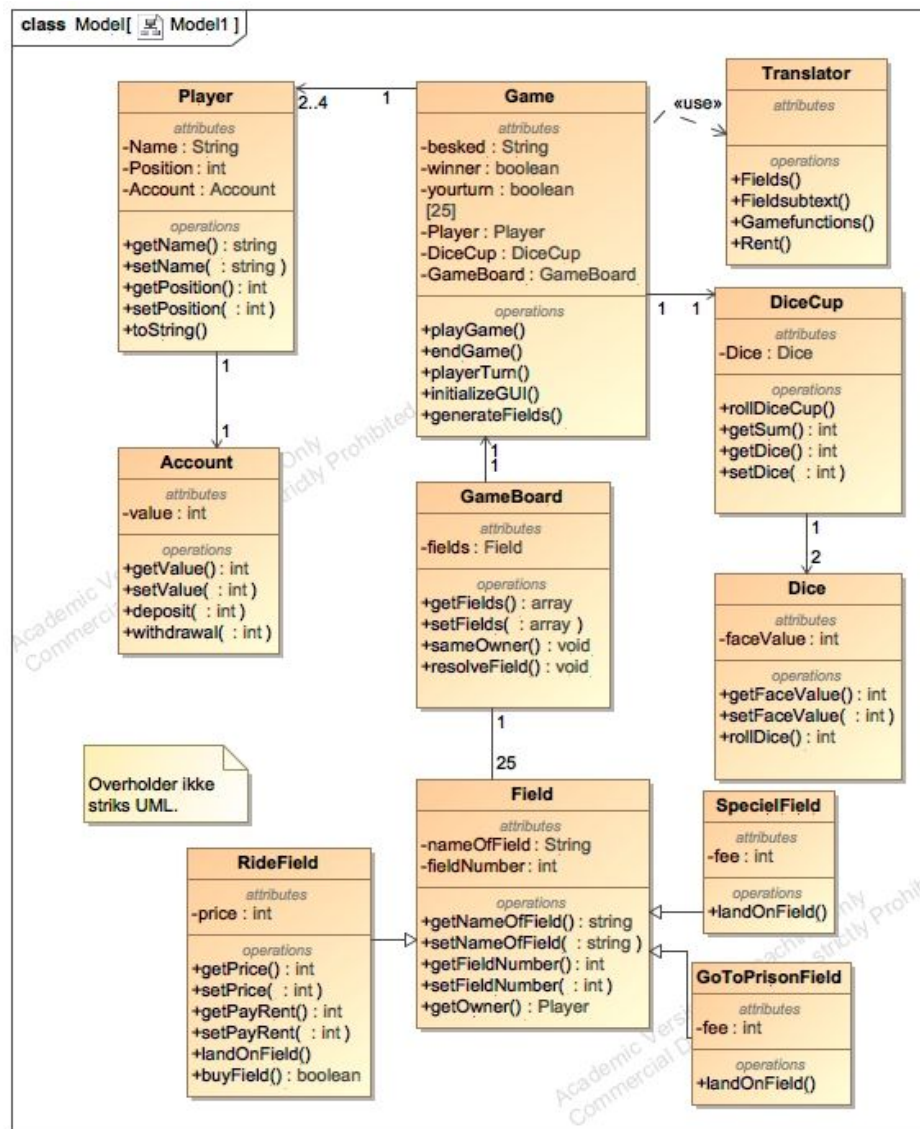 class Model[ Model1 ]
Player
attributes
-Name : String
-Position : int
-Account : Account
operations
+getName() : string
+setName( : string )
+getPosition() : int
+setPosition( : int )
+toString()
2..4
1
Game
attributes
-besked : String
-winner : boolean
-yourturn : boolean
[25]
-Player : Player
-DiceCup : DiceCup
-GameBoard : GameBoard
operations
+playGame()
+endGame()
+playerTurn()
+initializeGUI()
+generateFields()
«use»
Translator
attributes
operations
+Fields()
+Fieldsubtext()
+Gamefunctions()
+Rent()
1
1
DiceCup
attributes
-Dice : Dice
operations
+rollDiceCup()
+getSum() : int
+getDice() : int
+setDice( : int )
1
1
Account
attributes
-value : int
operations
+getValue() : int
+setValue( : int )
+deposit( : int )
+withdrawal( : int )
1
1
GameBoard
attributes
-fields : Field
operations
+getFields() : array
+setFields( : array )
+sameOwner() : void
+resolveField() : void
1
2
Dice
attributes
-faceValue : int
operations
+getFaceValue() : int
+setFaceValue( : int )
+rollDice() : int
1
25
Overholder ikke
striks UML.
Field
attributes
-nameOfField : String
-fieldNumber : int
operations
+getNameOfField() : string
+setNameOfField( : string )
+getFieldNumber() : int
+setFieldNumber( : int )
+getOwner() : Player
RideField
attributes
-price : int
operations
+getPrice() : int
+setPrice( : int )
+getPayRent() : int
+setPayRent( : int )
+landOnField()
+buyField() : boolean
SpecielField
attributes
-fee : int
operations
+landOnField()
GoToPrisonField
attributes
-fee : int
operations
+landOnField()